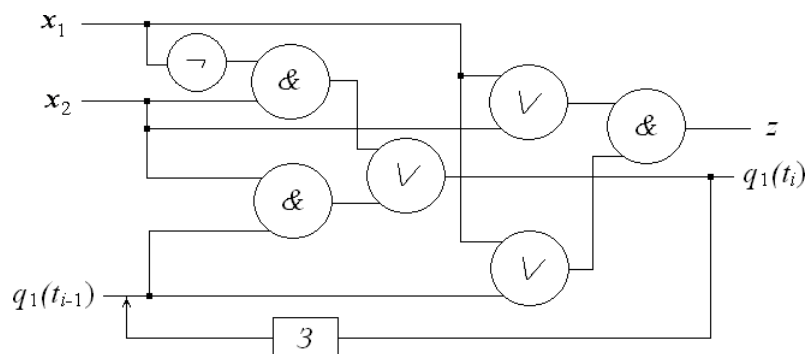 x₁
¬
&
x₂
V
&
z
V
q₁(tᵢ)
&
V
q₁(tᵢ₋₁)
З